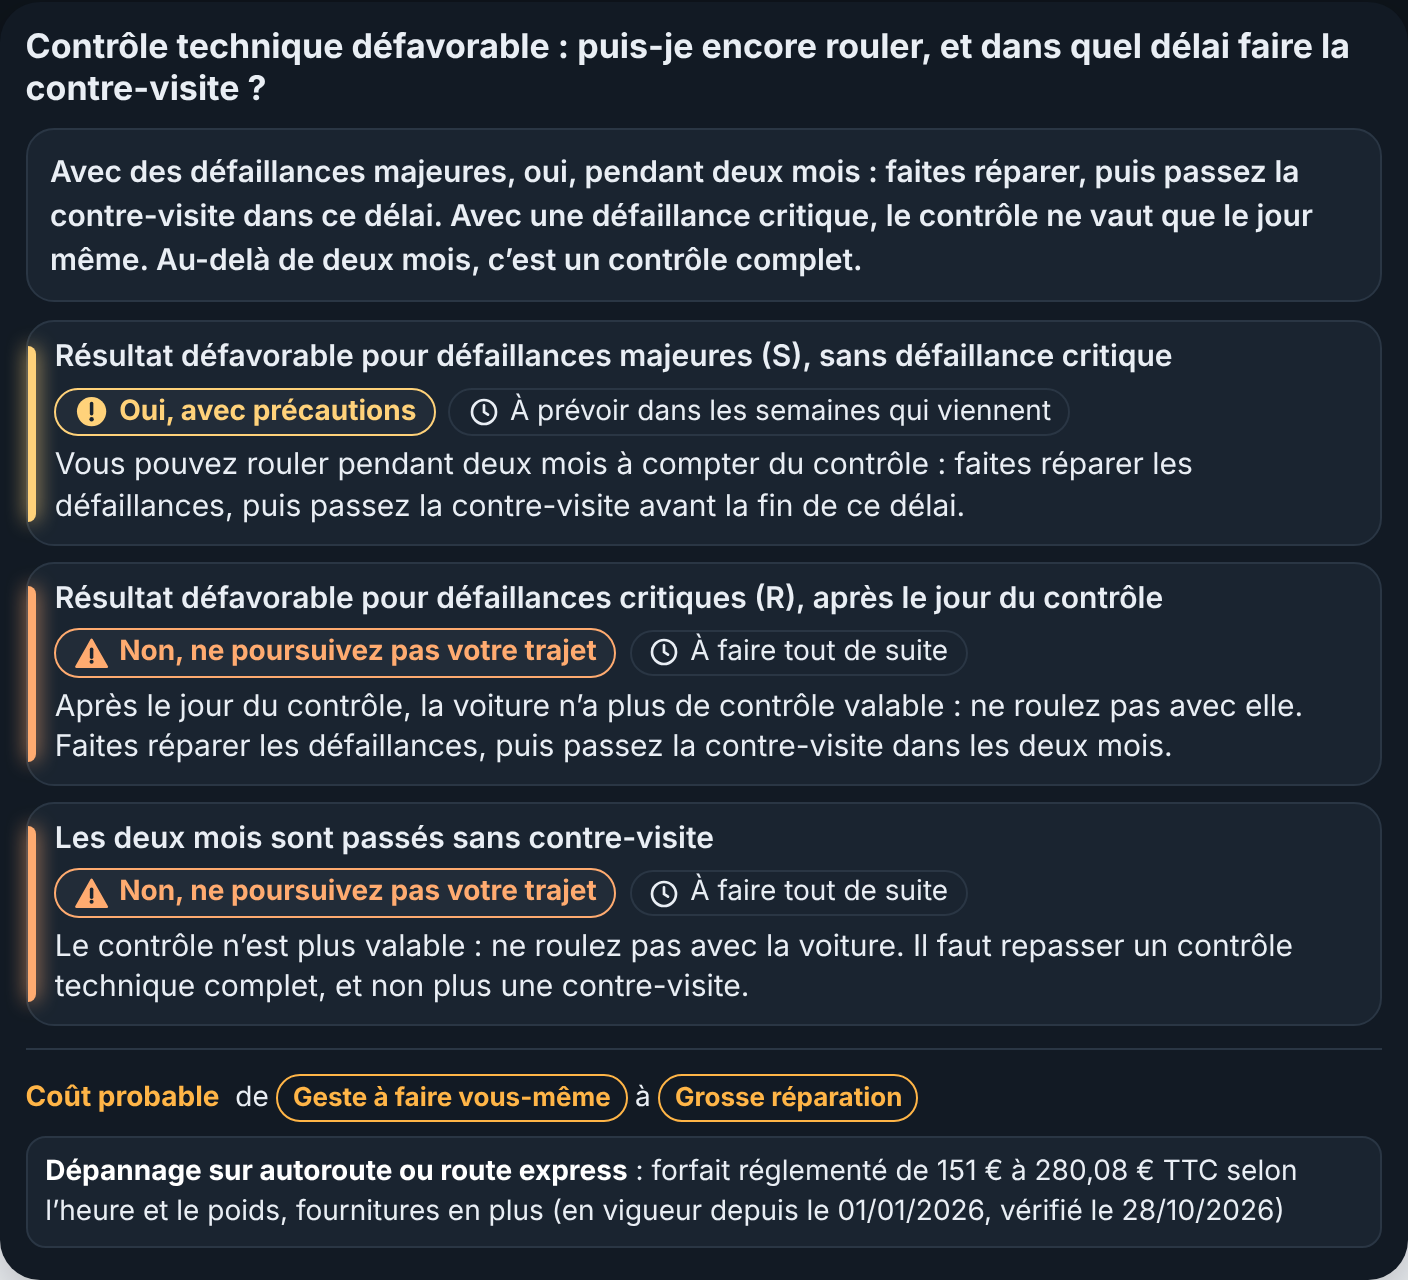 Contrôle technique défavorable : puis-je encore rouler, et dans quel délai faire la
contre-visite ?
Avec des défaillances majeures, oui, pendant deux mois : faites réparer, puis passez la
contre-visite dans ce délai. Avec une défaillance critique, le contrôle ne vaut que le jour
même. Au-delà de deux mois, c’est un contrôle complet.
Résultat défavorable pour défaillances majeures (S), sans défaillance critique
Oui, avec précautions À prévoir dans les semaines qui viennent
Vous pouvez rouler pendant deux mois à compter du contrôle : faites réparer les
défaillances, puis passez la contre-visite avant la fin de ce délai.
Résultat défavorable pour défaillances critiques (R), après le jour du contrôle
Non, ne poursuivez pas votre trajet À faire tout de suite
Après le jour du contrôle, la voiture n’a plus de contrôle valable : ne roulez pas avec elle.
Faites réparer les défaillances, puis passez la contre-visite dans les deux mois.
Les deux mois sont passés sans contre-visite
Non, ne poursuivez pas votre trajet À faire tout de suite
Le contrôle n’est plus valable : ne roulez pas avec la voiture. Il faut repasser un contrôle
technique complet, et non plus une contre-visite.
Coût probable de Geste à faire vous-même à Grosse réparation
Dépannage sur autoroute ou route express : forfait réglementé de 151 € à 280,08 € TTC selon
l’heure et le poids, fournitures en plus (en vigueur depuis le 01/01/2026, vérifié le 28/10/2026)